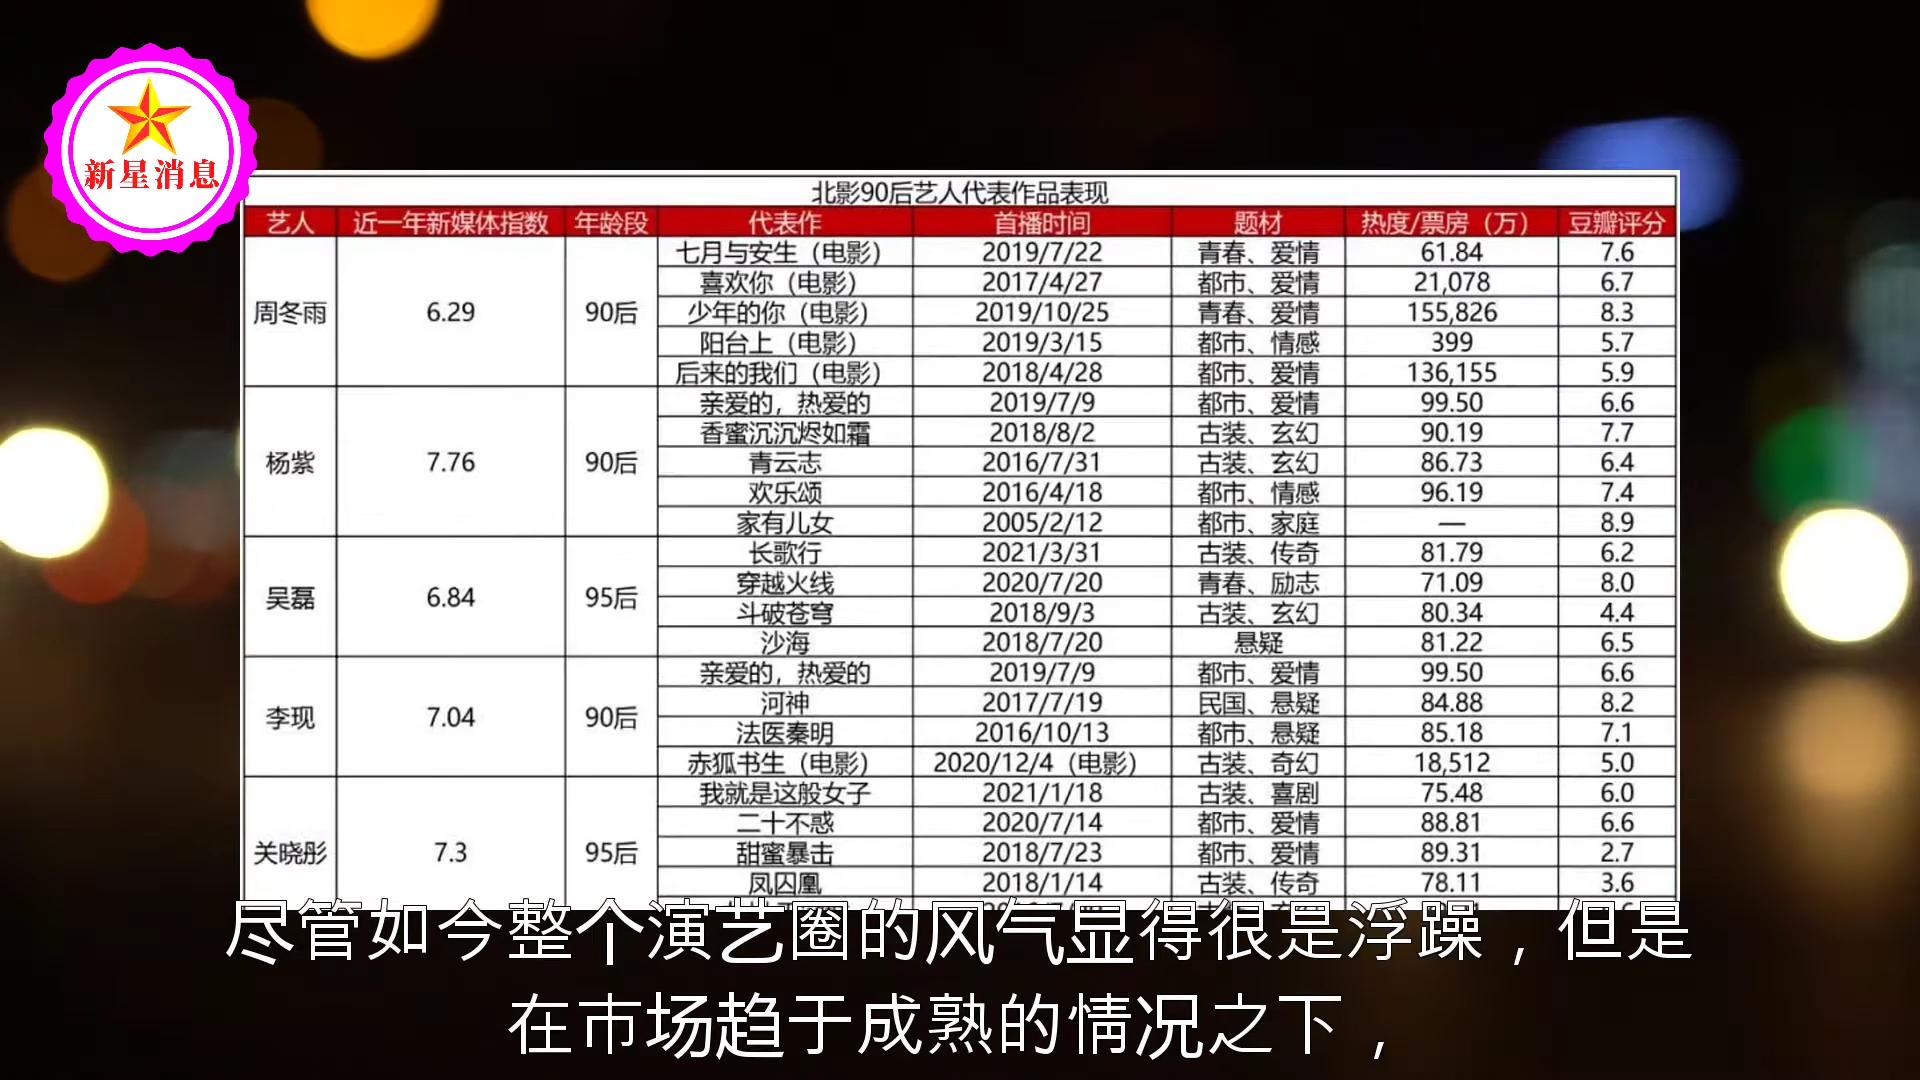 新星消息
北影90后艺人代表作品表现
艺人 近一年新媒体指数 年龄段 代表作 首播时间 题材 热度/票房（万） 豆瓣评分
周冬雨 6.29 90后 七月与安生（电影） 2019/7/22 青春、爱情 61.84 7.6
喜欢你（电影） 2017/4/27 都市、爱情 21,078 6.7
少年的你（电影） 2019/10/25 青春、爱情 155,826 8.3
阳台上（电影） 2019/3/15 都市、情感 399 5.7
后来的我们（电影） 2018/4/28 都市、爱情 136,155 5.9
杨紫 7.76 90后 亲爱的，热爱的 2019/7/9 都市、爱情 99.50 6.6
香蜜沉沉烬如霜 2018/8/2 古装、玄幻 90.19 7.7
青云志 2016/7/31 古装、玄幻 86.73 6.4
欢乐颂 2016/4/18 都市、情感 96.19 7.4
家有儿女 2005/2/12 都市、家庭 — 8.9
吴磊 6.84 95后 长歌行 2021/3/31 古装、传奇 81.79 6.2
穿越火线 2020/7/20 青春、励志 71.09 8.0
斗破苍穹 2018/9/3 古装、玄幻 80.34 4.4
沙海 2018/7/20 悬疑 81.22 6.5
李现 7.04 90后 亲爱的，热爱的 2019/7/9 都市、爱情 99.50 6.6
河神 2017/7/19 民国、悬疑 84.88 8.2
法医秦明 2016/10/13 都市、悬疑 85.18 7.1
赤狐书生（电影） 2020/12/4（电影） 古装、奇幻 18,512 5.0
关晓彤 7.3 95后 我就是这般女子 2021/1/18 古装、喜剧 75.48 6.0
二十不惑 2020/7/14 都市、爱情 88.81 6.6
甜蜜暴击 2018/7/23 都市、爱情 89.31 2.7
凤囚凰 2018/1/14 古装、传奇 78.11 3.6
尽管如今整个演艺圈的风气显得很是浮躁，但是
在市场趋于成熟的情况之下，